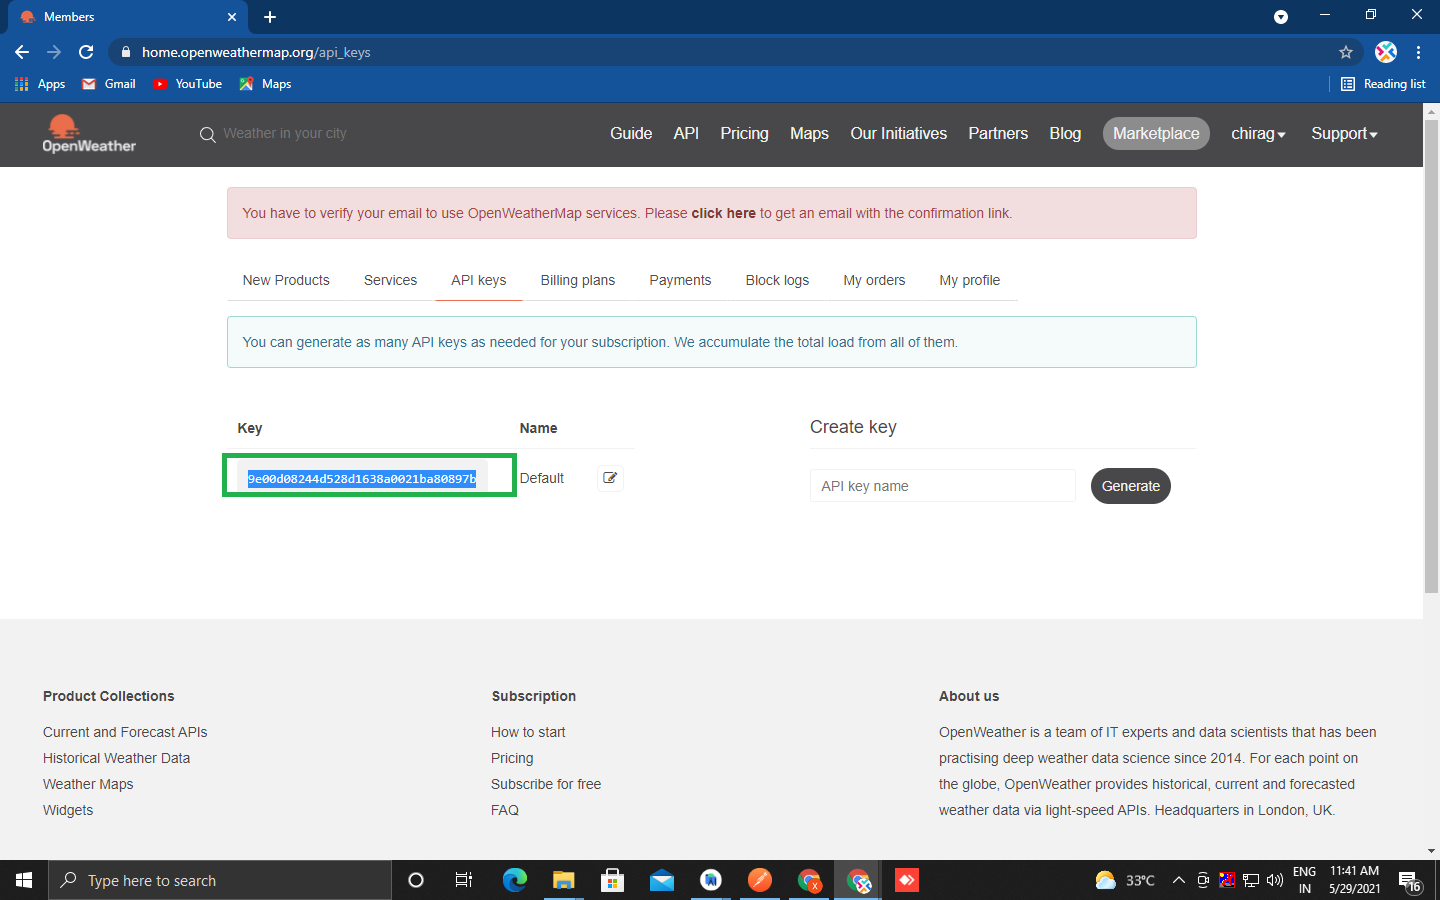 Members
home.openweathermap.org/api_keys
Apps Gmail YouTube Maps Reading list
OpenWeather
Weather in your city
Guide API Pricing Maps Our Initiatives Partners Blog Marketplace chirag Support
You have to verify your email to use OpenWeatherMap services. Please click here to get an email with the confirmation link.
New Products Services API keys Billing plans Payments Block logs My orders My profile
You can generate as many API keys as needed for your subscription. We accumulate the total load from all of them.
Key Name Create key
9e00d08244d528d1638a0021ba80897b Default API key name Generate
Product Collections
Current and Forecast APIs
Historical Weather Data
Weather Maps
Widgets
Subscription
How to start
Pricing
Subscribe for free
FAQ
About us
OpenWeather is a team of IT experts and data scientists that has been
practising deep weather data science since 2014. For each point on
the globe, OpenWeather provides historical, current and forecasted
weather data via light-speed APIs. Headquarters in London, UK.
Type here to search
33°C
ENG
IN
11:41 AM
5/29/2021
16